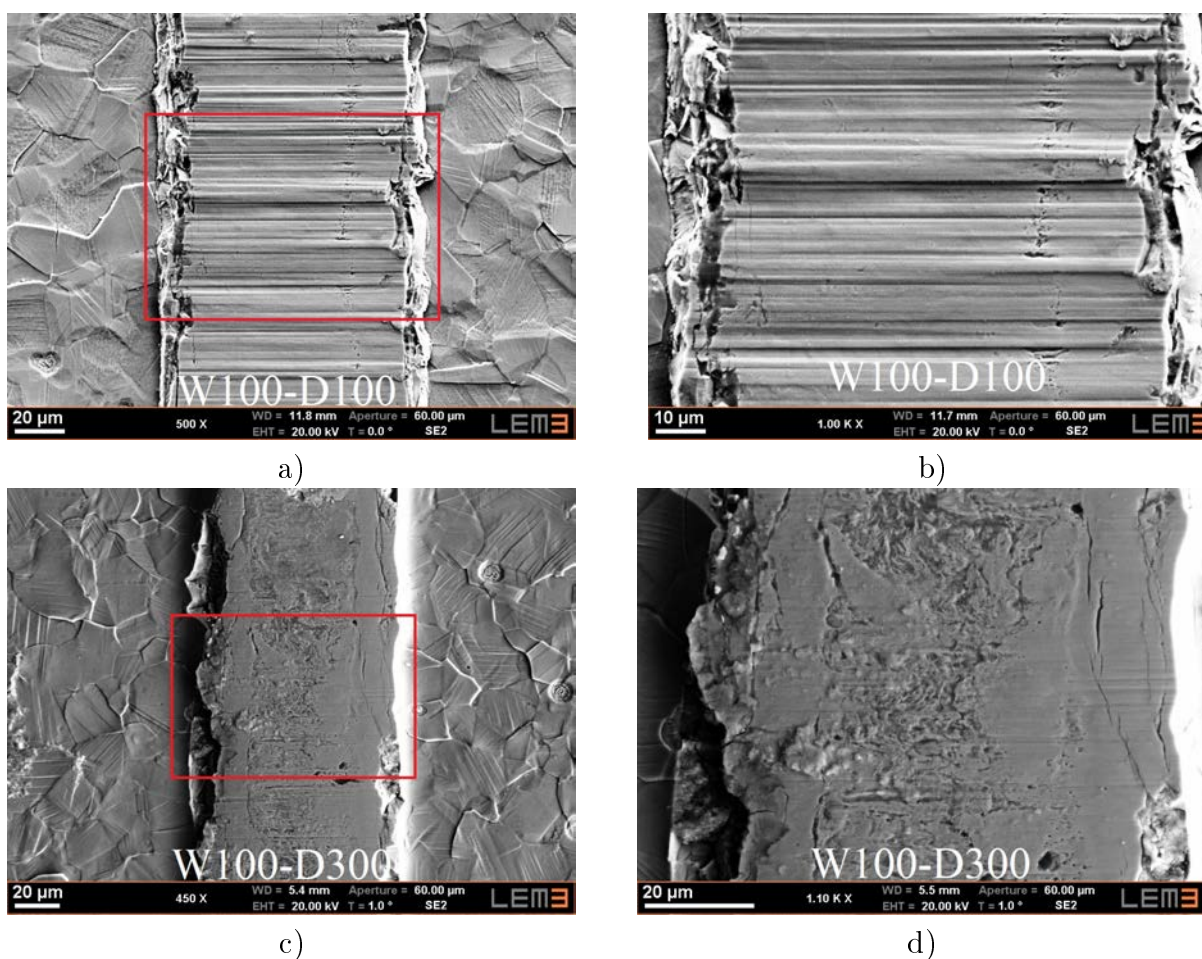 W100-D100
20 µm 500 X WD = 11.8 mm Aperture = 60.00 µm EHT = 20.00 kV T = 0.0 ° SE2 LEM3
a)
W100-D100
10 µm 1.00 K X WD = 11.7 mm Aperture = 60.00 µm EHT = 20.00 kV T = 0.0 ° SE2 LEM3
b)
W100-D300
20 µm 450 X WD = 5.4 mm Aperture = 60.00 µm EHT = 20.00 kV T = 1.0 ° SE2 LEM3
c)
W100-D300
20 µm 1.10 K X WD = 5.5 mm Aperture = 60.00 µm EHT = 20.00 kV T = 1.0 ° SE2 LEM3
d)